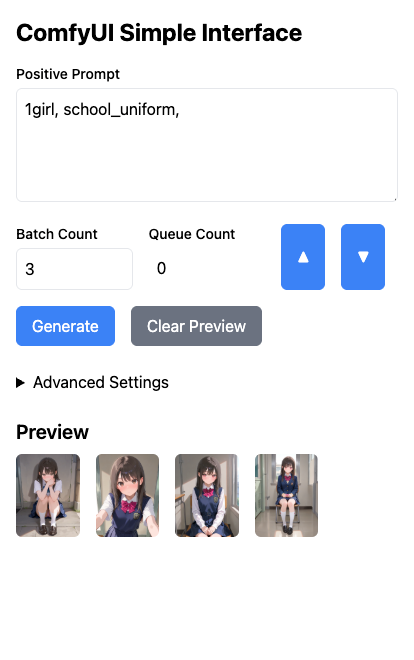 ComfyUI Simple Interface
Positive Prompt
1girl, school_uniform,
Batch Count
Queue Count
3
0
▲
▼
Generate
Clear Preview
▶ Advanced Settings
Preview